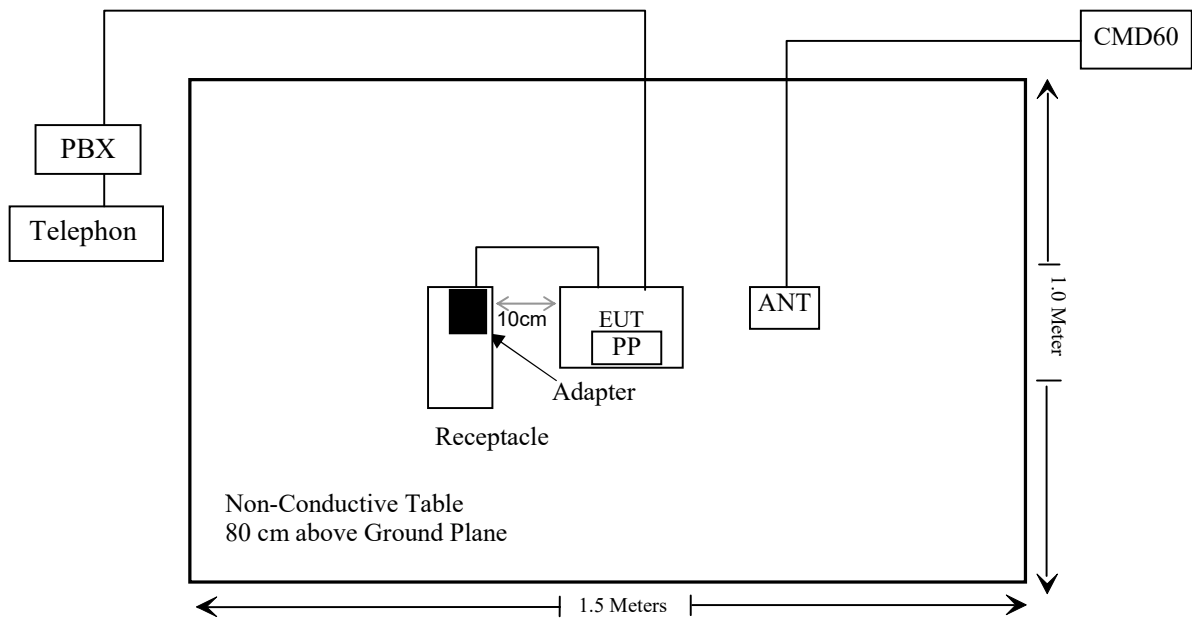 CMD60
PBX
Telephon
10cm
EUT
PP
ANT
Adapter
Receptacle
1.0 Meter
Non-Conductive Table
80 cm above Ground Plane
1.5 Meters